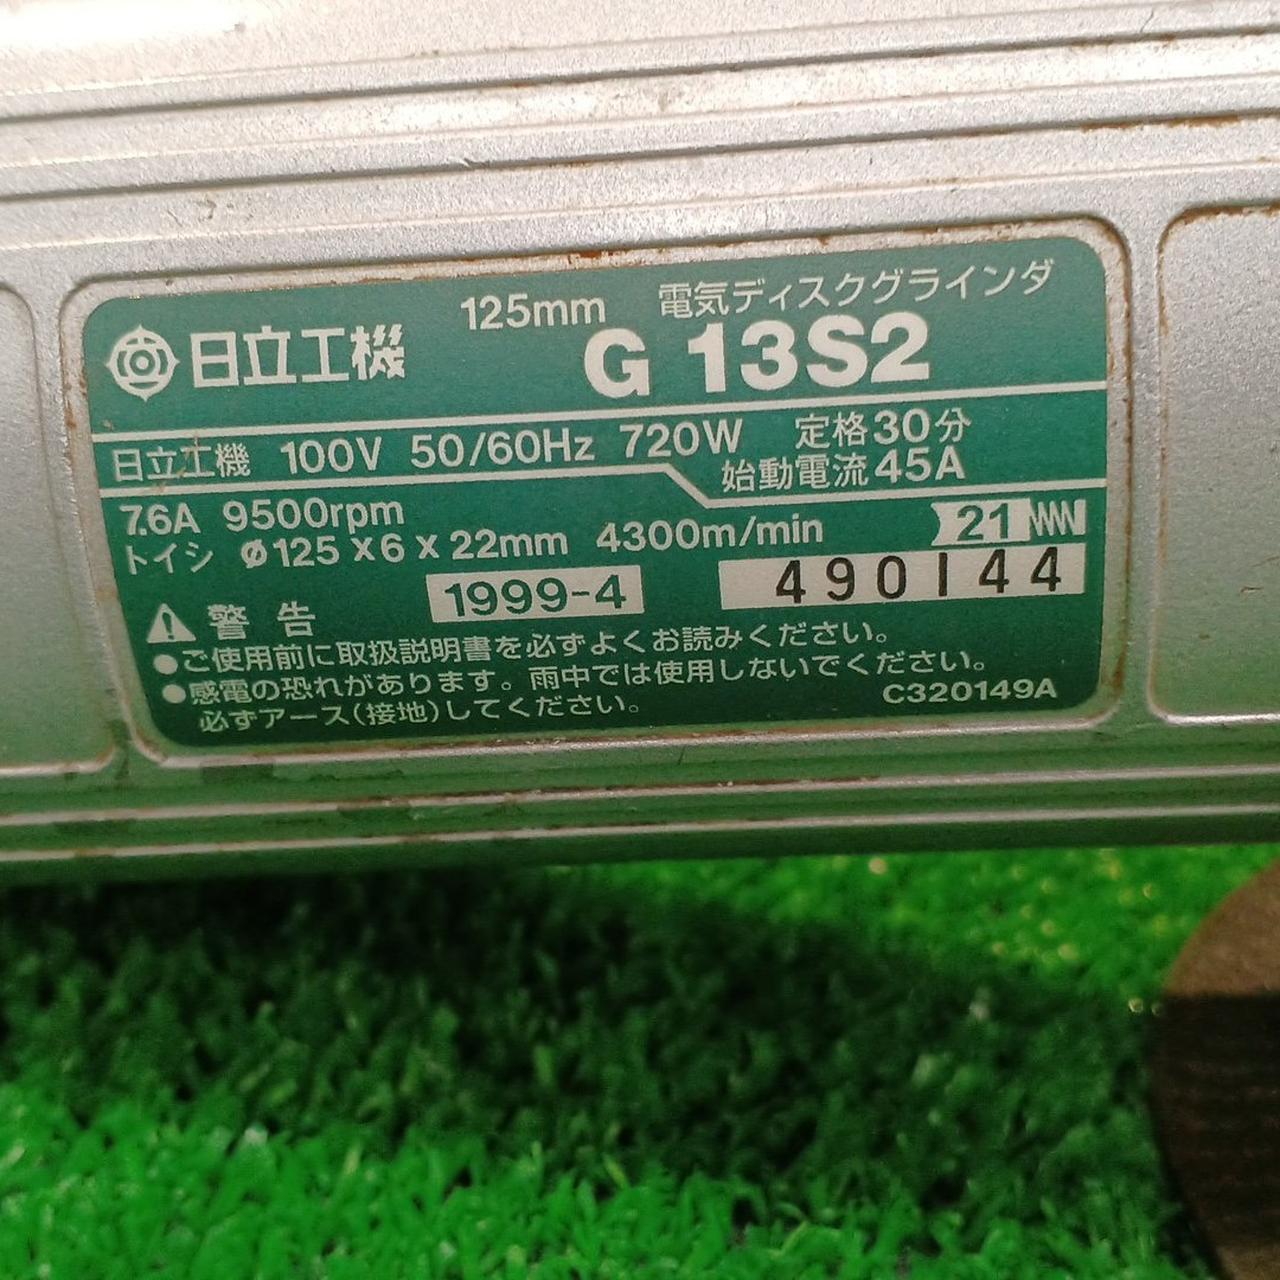 125mm 電気ディスクグラインダ
日立工機 G 13S2
日立工機 100V 50/60Hz 720W 定格30分
始動電流45A
7.6A 9500rpm
トイシ φ125×6×22mm 4300m/min 21
1999-4 490144
警告
●ご使用前に取扱説明書を必ずよくお読みください。
●感電の恐れがあります。雨中では使用しないでください。
必ずアース(接地)してください。 C320149A